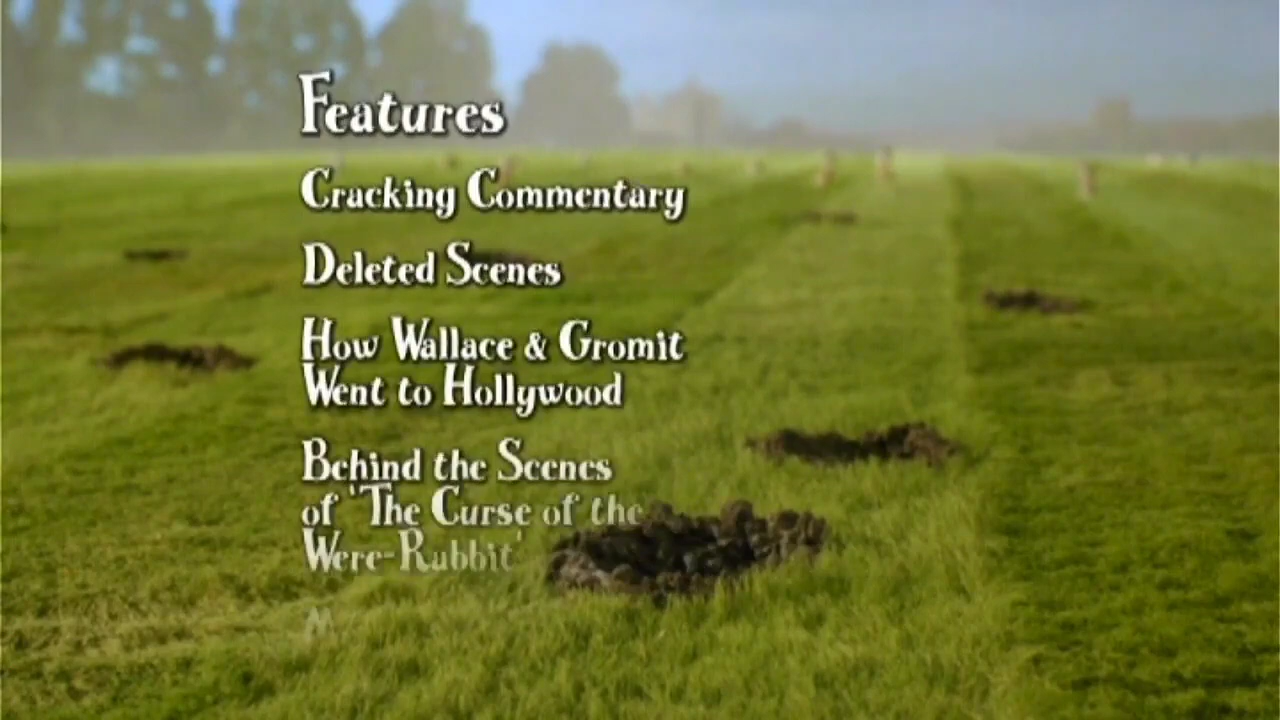 Features
Cracking Commentary
Deleted Scenes
How Wallace & Gromit
Went to Hollywood
Behind the Scenes
of 'The Curse of the
Were-Rabbit'